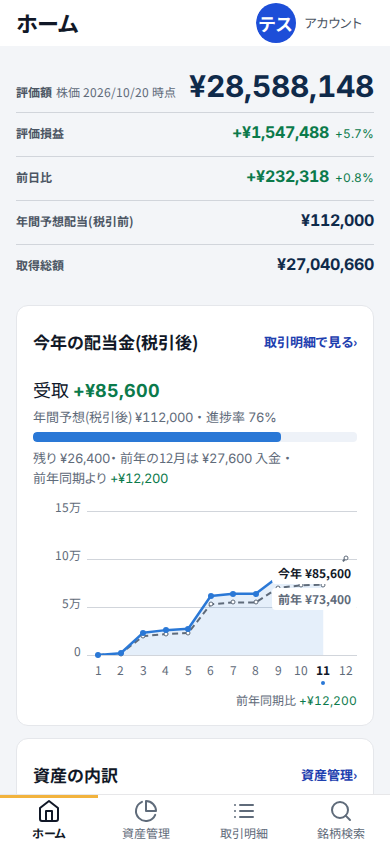 ホーム
テス アカウント
評価額 株価 2026/10/20 時点 ¥28,588,148
評価損益 +¥1,547,488 +5.7%
前日比 +¥232,318 +0.8%
年間予想配当(税引前) ¥112,000
取得総額 ¥27,040,660
今年の配当金(税引後) 取引明細で見る›
受取 +¥85,600
年間予想(税引後) ¥112,000・進捗率 76%
残り ¥26,400・前年の12月は ¥27,600 入金・
前年同期より +¥12,200
15万
10万
5万
0
今年 ¥85,600
前年 ¥73,400
1 2 3 4 5 6 7 8 9 10 11 12
前年同期比 +¥12,200
資産の内訳 資産管理›
ホーム 資産管理 取引明細 銘柄検索